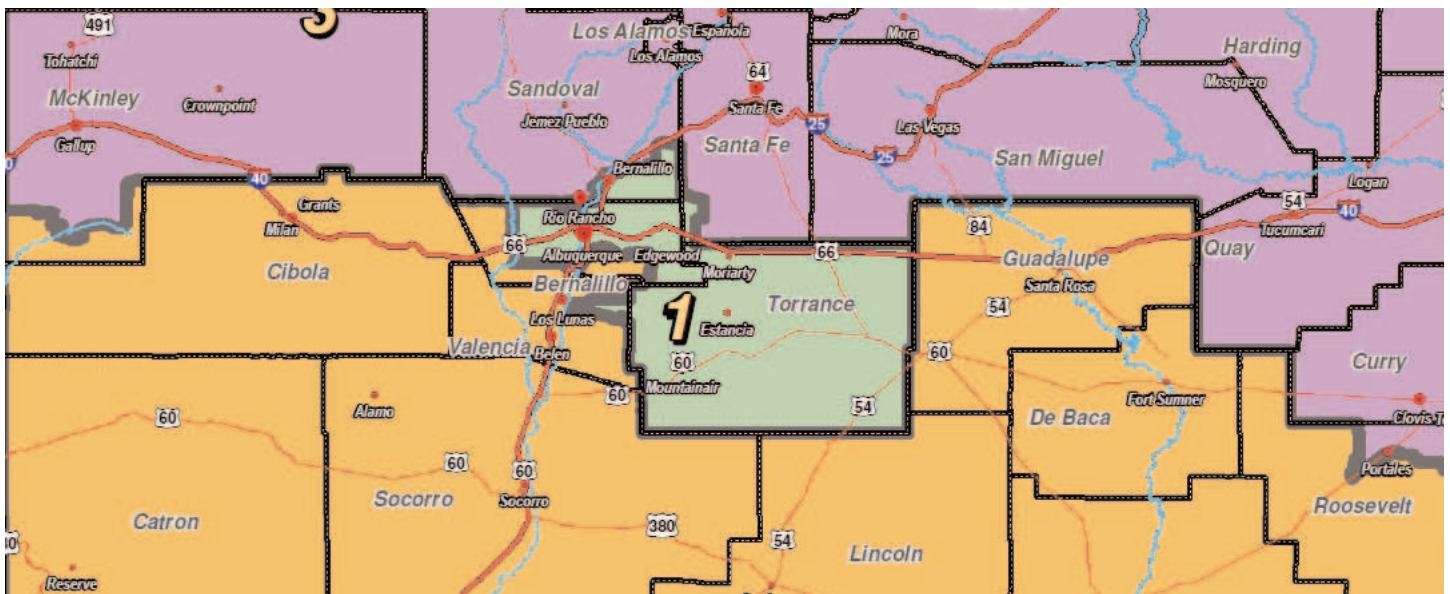 491
3
Los Alamos
Española
Los Alamos
Mora
Harding
Tohatchi
Mosquero
McKinley
Crownpoint
Sandoval
64
Santa Fe
Jemez Pueblo
Gallup
25
Las Vegas
Santa Fe
25
San Miguel
Bernalillo
40
Logan
Grants
54
40
Milan
Rio Rancho
84
Tucumcari
66
66
Albuquerque
Edgewood
Moriarty
Guadalupe
Quay
Cibola
Bernalillo
Santa Rosa
1
Torrance
54
Los Lunas
Estancia
Valencia
Belen
60
60
Curry
Mountainair
60
54
Fort Sumner
Alamo
60
De Baca
Clovis
60
60
Portales
Socorro
Socorro
Roosevelt
Catron
380
54
Lincoln
Reserve